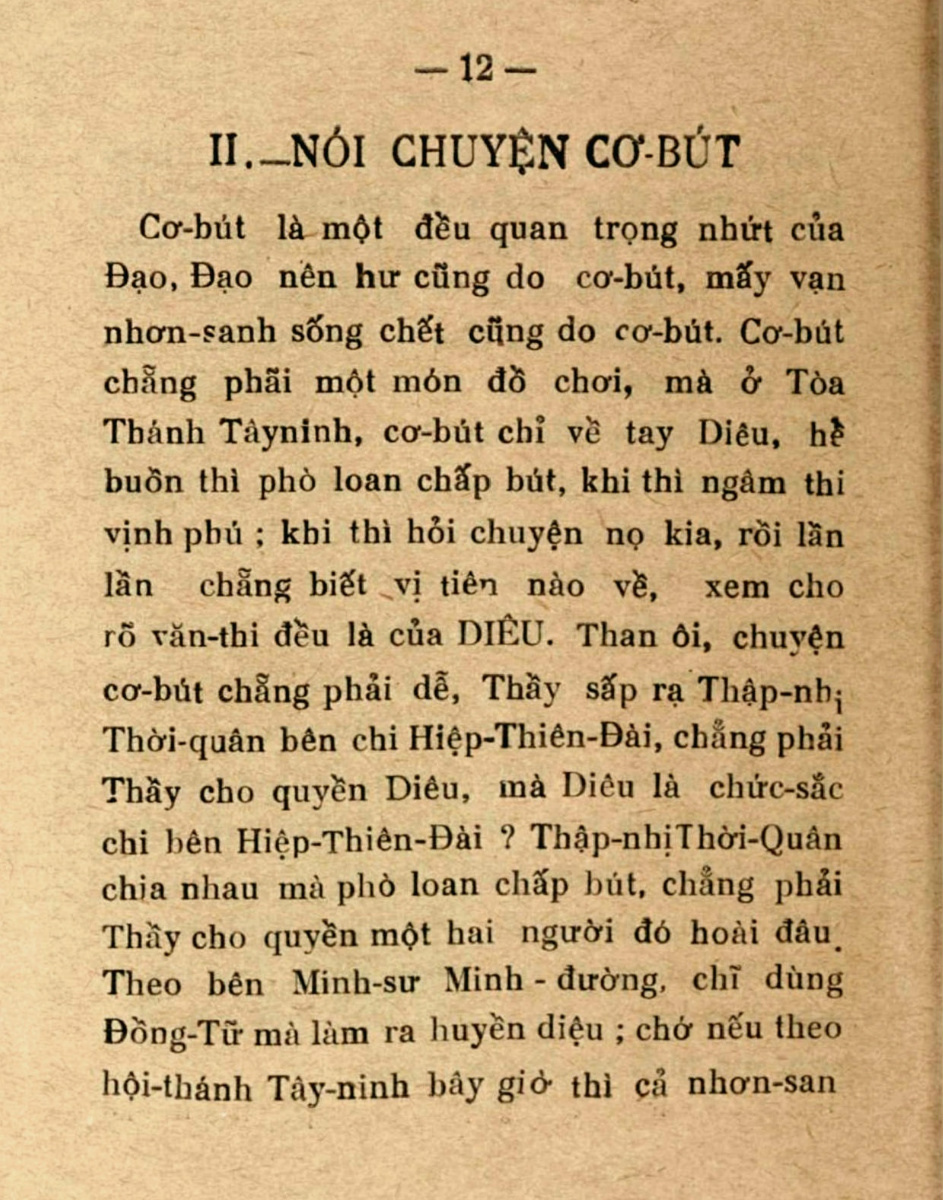 — 12 —
II.—NÓI CHUYỆN CƠ-BÚT
Cơ-bút là một đều quan trọng nhứt của
Đạo, Đạo nên hư cũng do cơ-bút, mấy vạn
nhơn-sanh sống chết cũng do cơ-bút. Cơ-bút
chẵng phãi một món đồ chơi, mà ở Tòa
Thánh Tâyninh, cơ-bút chỉ về tay Diêu, hễ
buồn thì phò loan chấp bút, khi thì ngâm thi
vịnh phú ; khi thì hỏi chuyện nọ kia, rồi lần
lần chẵng biết vị tiên nào về, xem cho
rõ văn-thi đều là của DIÊU. Than ôi, chuyện
cơ-bút chẵng phải dễ, Thầy sấp rạ Thập-nhị
Thời-quân bên chi Hiệp-Thiên-Đài, chẳng phải
Thầy cho quyền Diêu, mà Diêu là chức-sắc
chi bên Hiệp-Thiên-Đài ? Thập-nhịThời-Quân
chia nhau mà phò loan chấp bút, chẳng phải
Thầy cho quyền một hai người đó hoài đâu.
Theo bên Minh-sư Minh - đường, chĩ dùng
Đồng-Tữ mà làm ra huyền diệu ; chớ nếu theo
hội-thánh Tây-ninh bây giờ thì cả nhơn-san